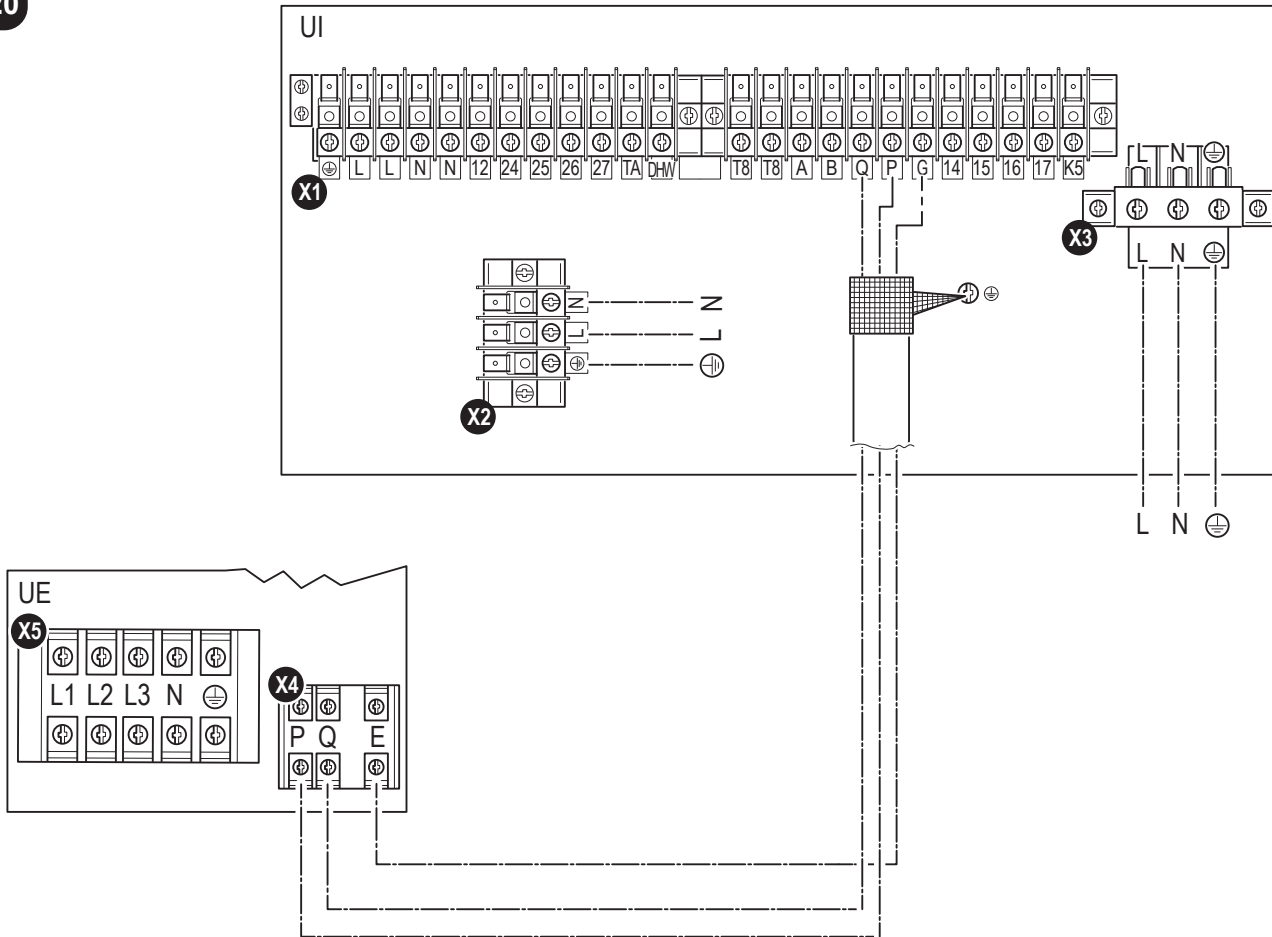 20
UI
L L N N 12 24 25 26 27 TA DHW T8 T8 A B Q P G 14 15 16 17 K5
X1
L N
X3
L N
X2
N N
L L
L N
UE
X5
L1 L2 L3 N
X4
P Q E